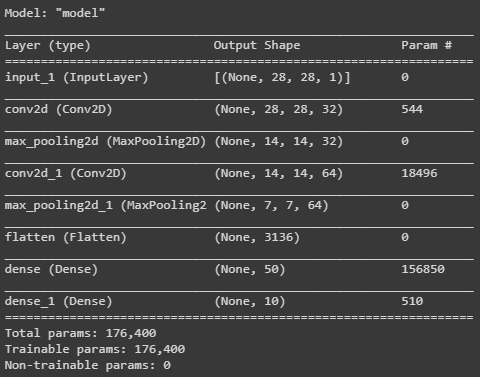 Model: "model"
_________________________________________________________________
Layer (type)                 Output Shape              Param #
=================================================================
input_1 (InputLayer)         [(None, 28, 28, 1)]       0
_________________________________________________________________
conv2d (Conv2D)              (None, 28, 28, 32)        544
_________________________________________________________________
max_pooling2d (MaxPooling2D) (None, 14, 14, 32)        0
_________________________________________________________________
conv2d_1 (Conv2D)            (None, 14, 14, 64)        18496
_________________________________________________________________
max_pooling2d_1 (MaxPooling2 (None, 7, 7, 64)          0
_________________________________________________________________
flatten (Flatten)            (None, 3136)              0
_________________________________________________________________
dense (Dense)                (None, 50)                156850
_________________________________________________________________
dense_1 (Dense)              (None, 10)                510
=================================================================
Total params: 176,400
Trainable params: 176,400
Non-trainable params: 0